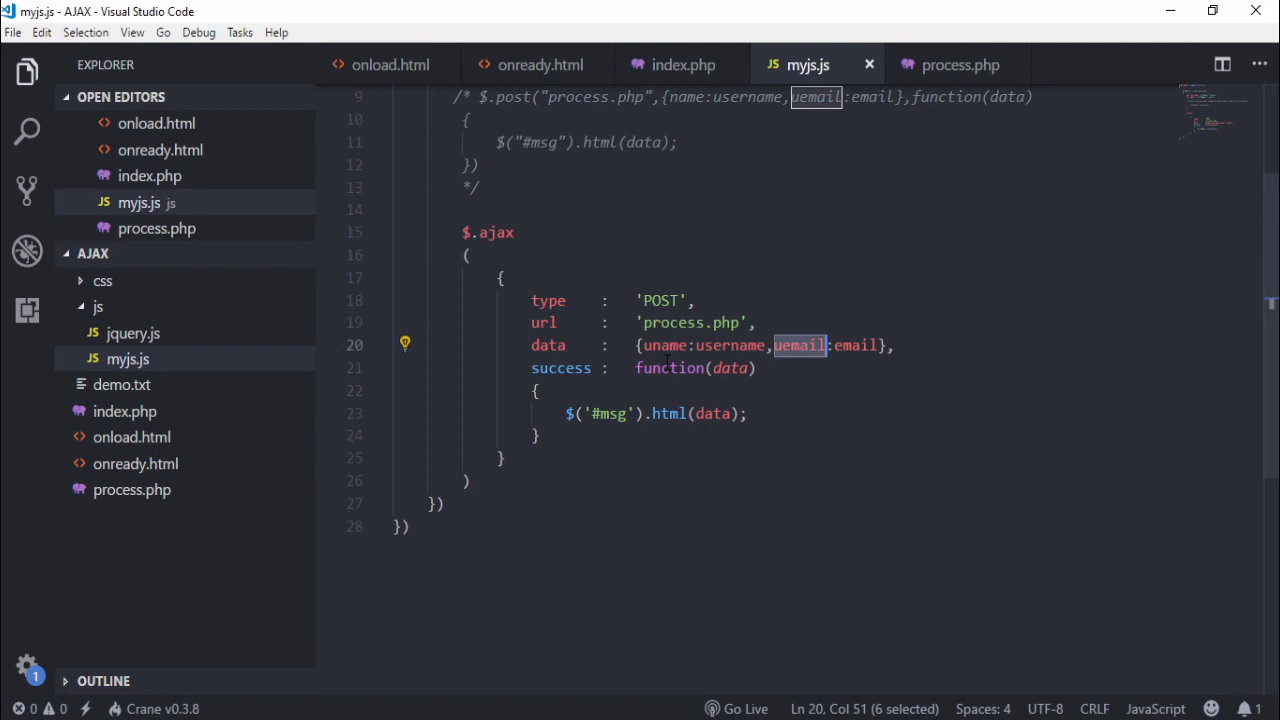 myjs.js - AJAX - Visual Studio Code
File Edit Selection View Go Debug Tasks Help
EXPLORER
onload.html
onready.html
index.php
JS myjs.js
process.php
OPEN EDITORS
onload.html
onready.html
index.php
JS myjs.js js
process.php
AJAX
css
js
JS jquery.js
JS myjs.js
demo.txt
index.php
onload.html
onready.html
process.php
OUTLINE
9 /* $.post("process.php",{name:username,uemail:email},function(data)
10 {
11 $("#msg").html(data);
12 })
13 */
14
15 $.ajax
16 (
17 {
18 type : 'POST',
19 url : 'process.php',
20 data : {uname:username,uemail:email},
21 success : function(data)
22 {
23 $('#msg').html(data);
24 }
25 }
26 )
27 })
28 })
1
0 0 Crane v0.3.8 Go Live Ln 20, Col 51 (6 selected) Spaces: 4 UTF-8 CRLF JavaScript 1